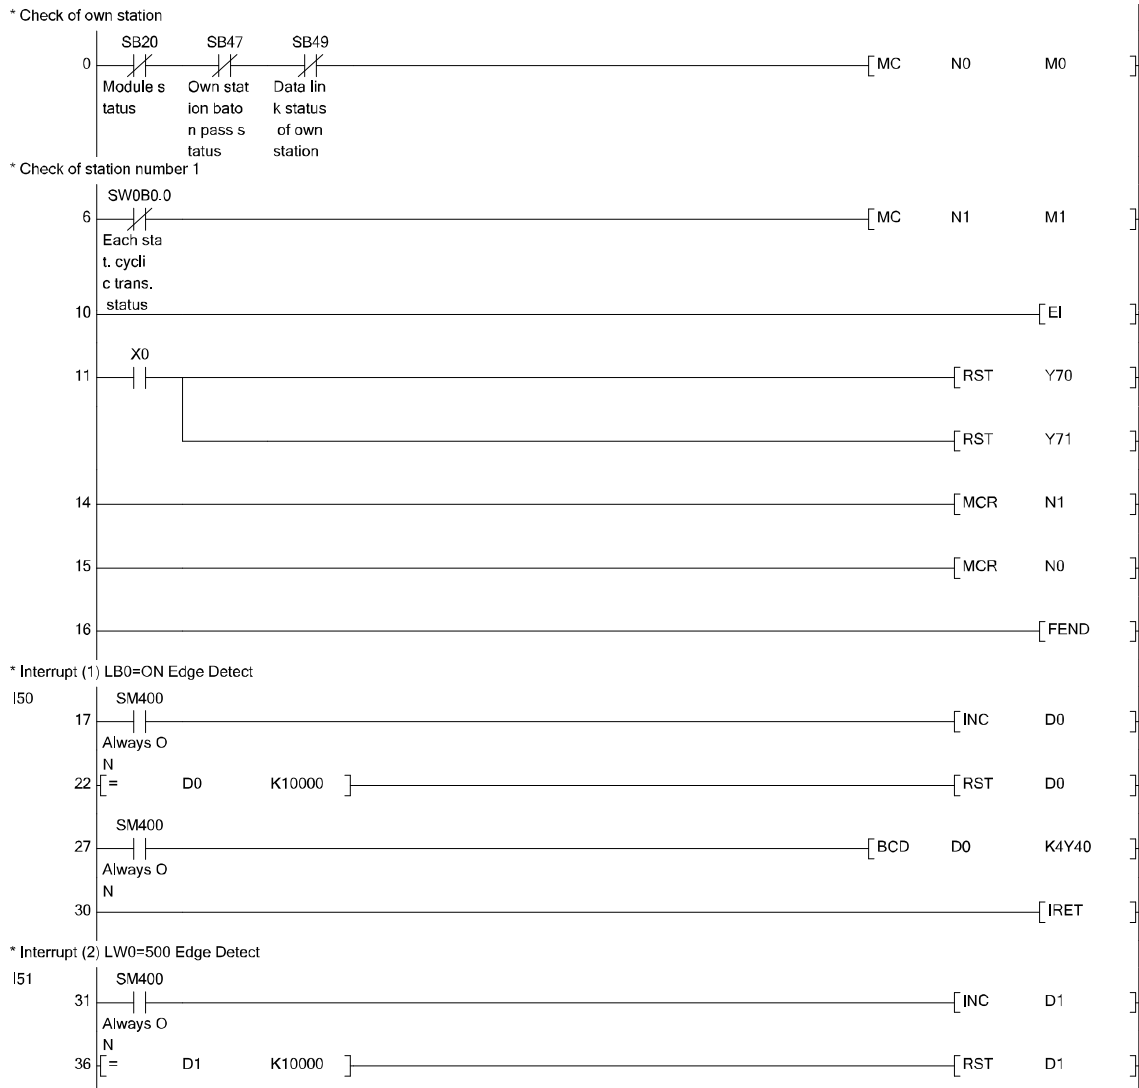 * Check of own station
SB20 SB47 SB49
0 MC N0 M0
Module s Own stat Data lin
tatus ion bato k status
n pass s of own
tatus station
* Check of station number 1
SW0B0.0
6 MC N1 M1
Each sta
t. cycli
c trans.
status
10 EI
X0
11 RST Y70
RST Y71
14 MCR N1
15 MCR N0
16 FEND
* Interrupt (1) LB0=ON Edge Detect
I50 SM400
17 INC D0
Always O
N
22 = D0 K10000 RST D0
SM400
27 BCD D0 K4Y40
Always O
N
30 IRET
* Interrupt (2) LW0=500 Edge Detect
I51 SM400
31 INC D1
Always O
N
36 = D1 K10000 RST D1